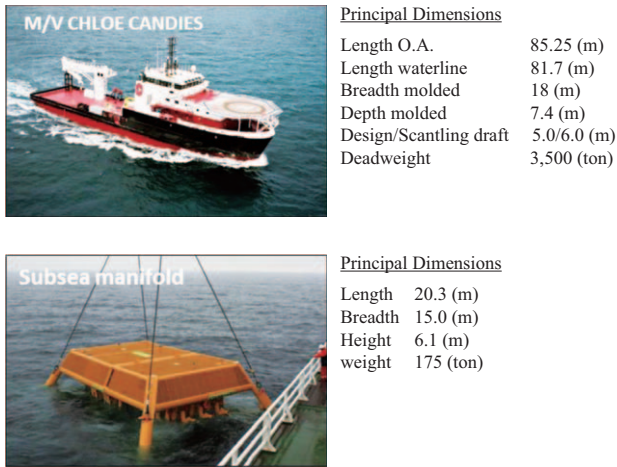 M/V CHLOE CANDIES
Principal Dimensions
Length O.A. 85.25 (m)
Length waterline 81.7 (m)
Breadth molded 18 (m)
Depth molded 7.4 (m)
Design/Scantling draft 5.0/6.0 (m)
Deadweight 3,500 (ton)
Subsea manifold
Principal Dimensions
Length 20.3 (m)
Breadth 15.0 (m)
Height 6.1 (m)
weight 175 (ton)